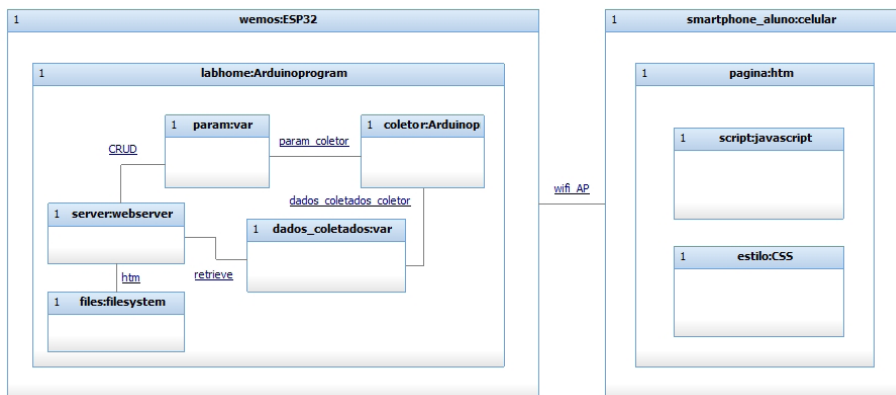 1 wemos:ESP32
1 labhome:Arduinoprogram
1 param:var
1 coletor:Arduinop
CRUD
param_coletor
dados_coletados_coletor
1 server:webserver
1 dados_coletados:var
htm
retrieve
1 files:filesystem
wifi_AP
1 smartphone_aluno:celular
1 pagina:htm
1 script:javascript
1 estilo:CSS